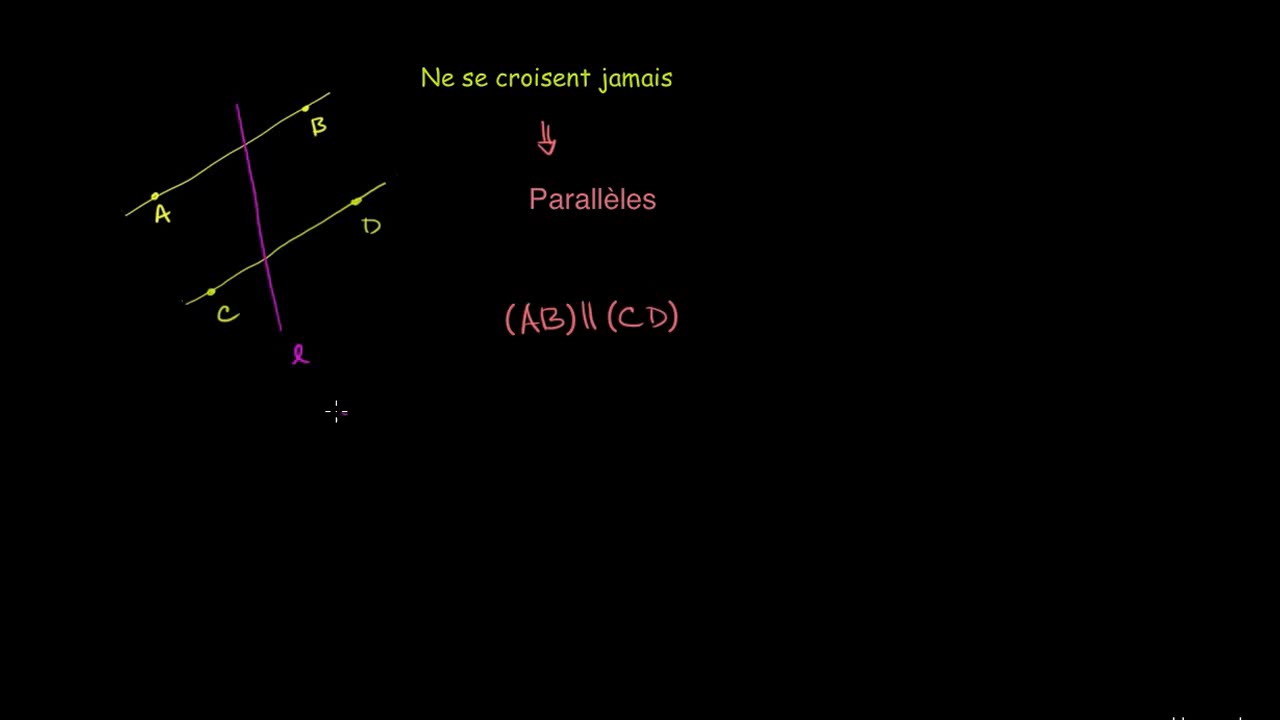 Ne se croisent jamais
B
⇓
Parallèles
A
D
C
(AB)∥(CD)
l